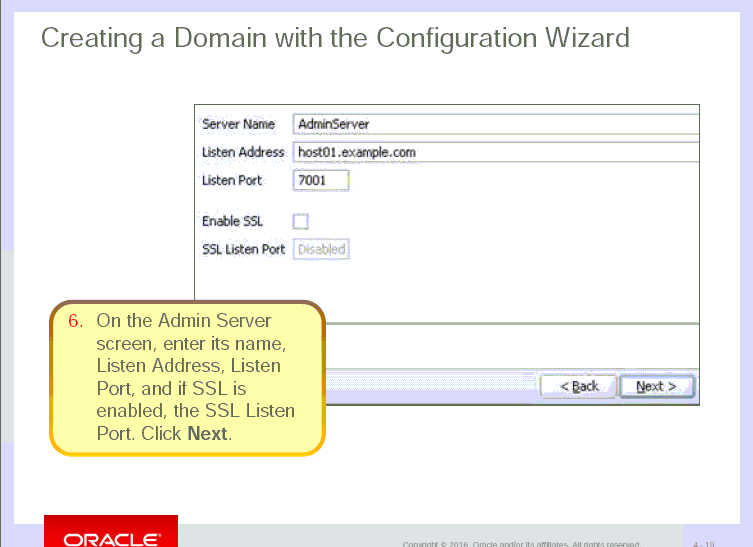 Creating a Domain with the Configuration Wizard
Server Name AdminServer
Listen Address host01.example.com
Listen Port 7001
Enable SSL
SSL Listen Port Disabled
6. On the Admin Server
screen, enter its name,
Listen Address, Listen
Port, and if SSL is
enabled, the SSL Listen
Port. Click Next.
< Back Next >
ORACLE
Copyright © 2016, Oracle and/or its affiliates. All rights reserved. 4 - 18